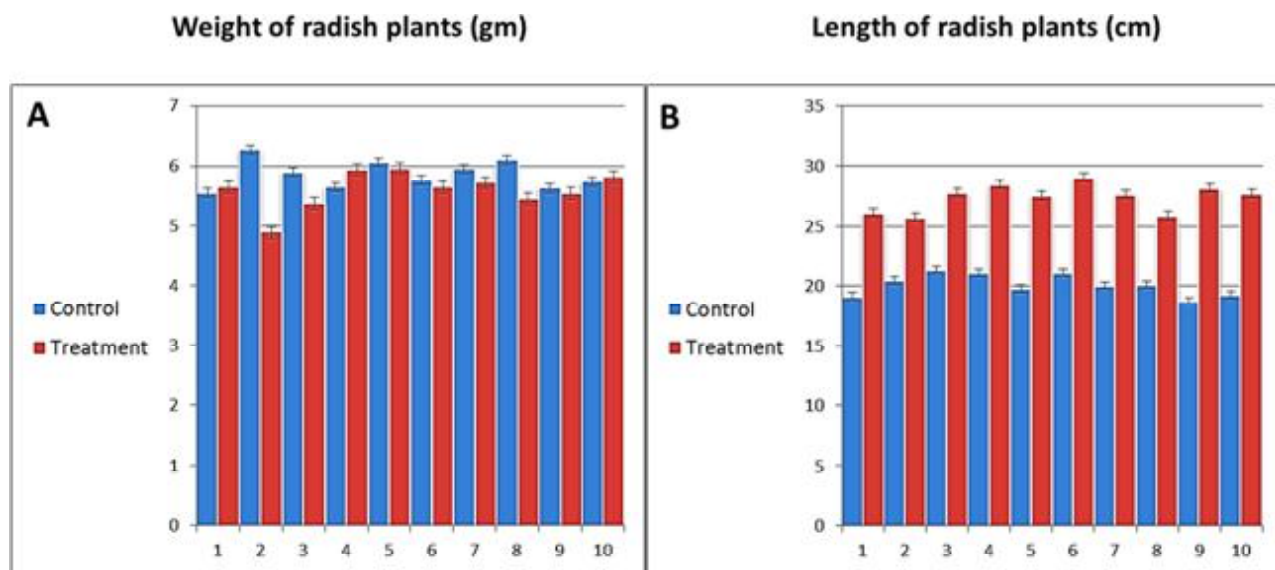 Weight of radish plants (gm)
Length of radish plants (cm)
A
7
6
5
4
3
2
1
0
Control
Treatment
1 2 3 4 5 6 7 8 9 10
B
35
30
25
20
15
10
5
0
Control
Treatment
1 2 3 4 5 6 7 8 9 10